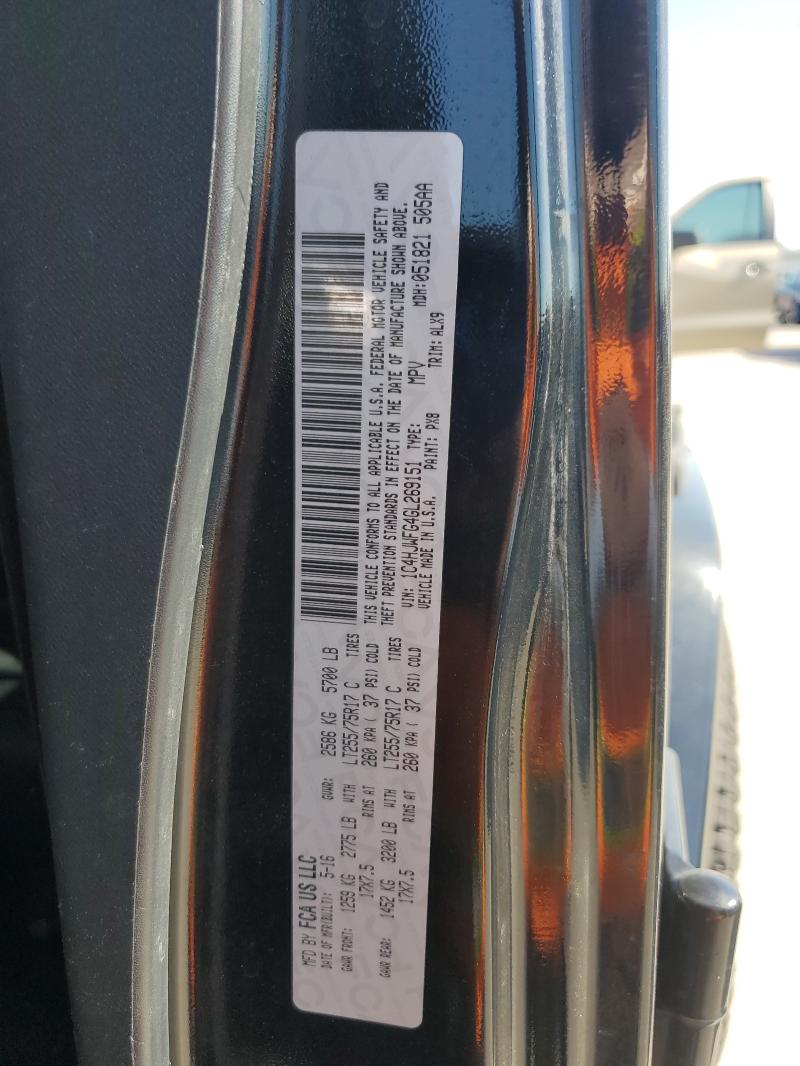 MFD BY FCA US LLC
DATE OF MFR(BUILT): 5-16 GVWR: 2586 KG 5700 LB
GAWR FRONT: 1259 KG 2775 LB WITH LT255/75R17 C TIRES
17X7.5 RIMS AT 260 KPA ( 37 PSI) COLD
GAWR REAR: 1452 KG 3200 LB WITH LT255/75R17 C TIRES
17X7.5 RIMS AT 260 KPA ( 37 PSI) COLD
THIS VEHICLE CONFORMS TO ALL APPLICABLE U.S.A. FEDERAL MOTOR VEHICLE SAFETY AND
THEFT PREVENTION STANDARDS IN EFFECT ON THE DATE OF MANUFACTURE SHOWN ABOVE.
VIN: 1C4HJWFG4GL269151 TYPE: MPV MDH:051821 505AA
VEHICLE MADE IN U.S.A. PAINT: PX8 TRIM: ALX9